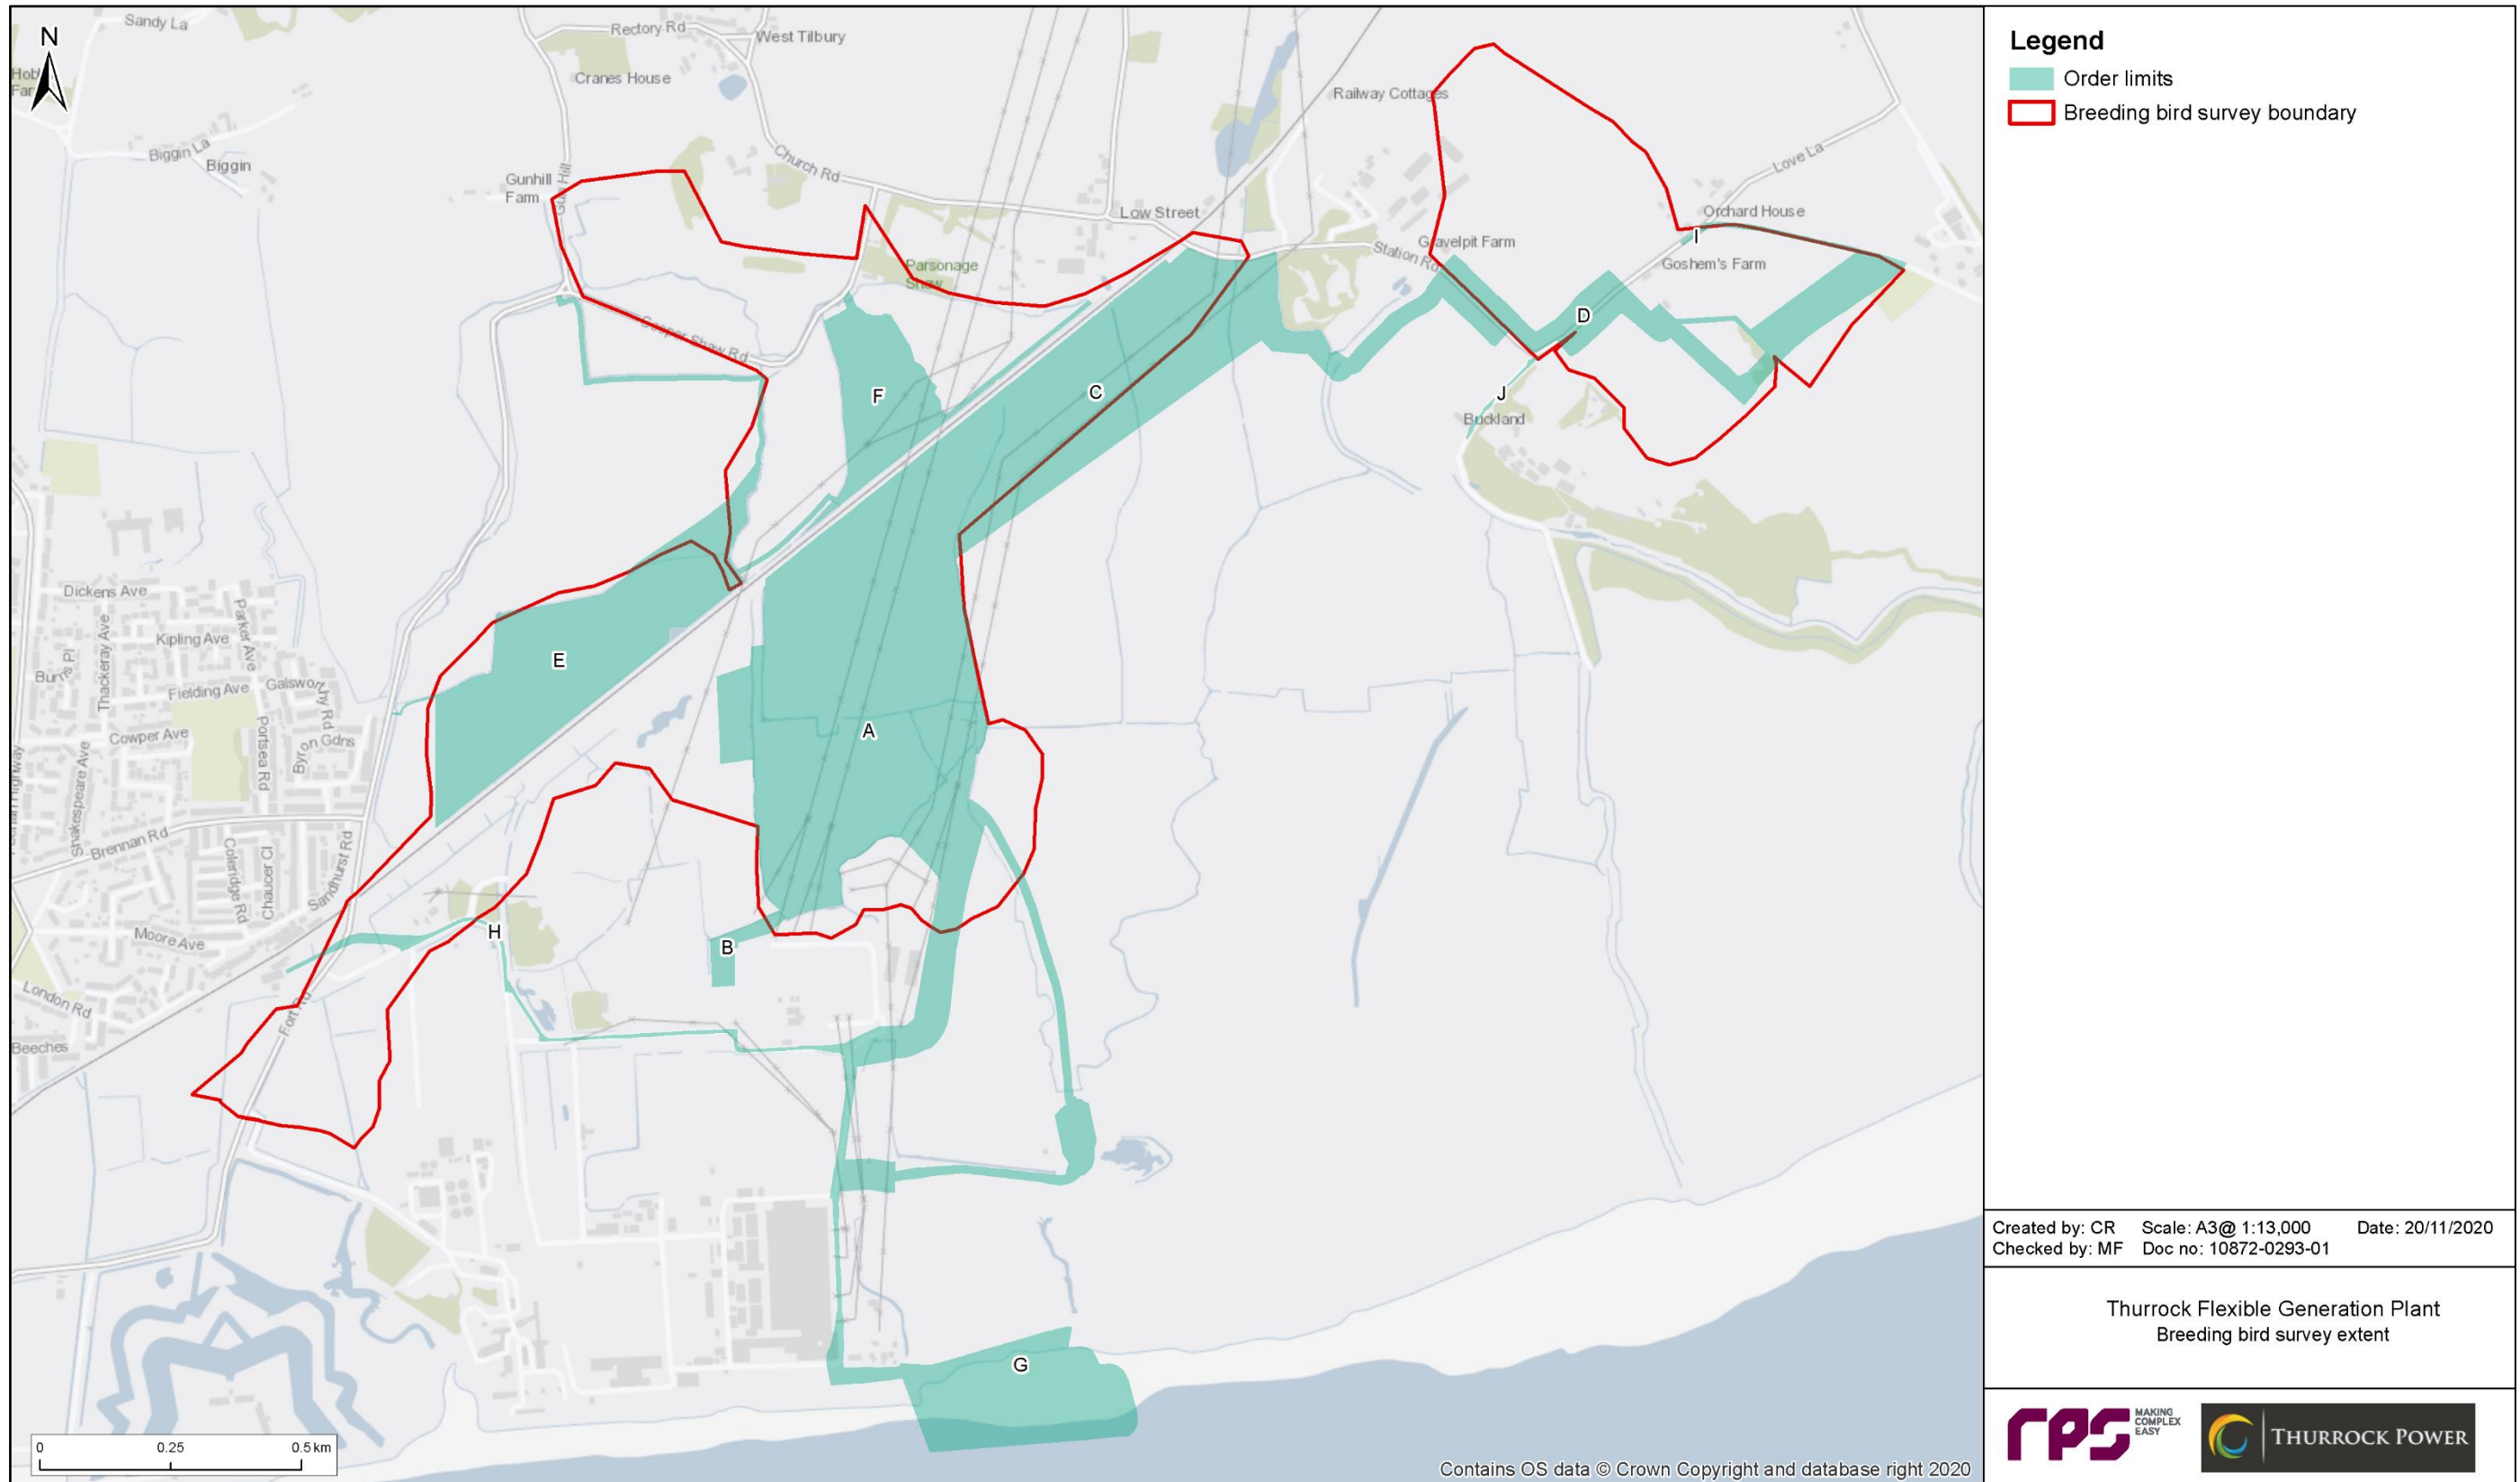 N
Sandy La
Rectory Rd
West Tilbury
Cranes House
Biggin La
Biggin
Gunhill
Farm
Gun Hill
Church Rd
Low Street
Railway Cottages
Love La
Orchard House
I
Gravelpit Farm
Station Rd
Goshem's Farm
Parsonage
Shaw
Cooper Shaw Rd
D
F
C
J
Buckland
Dickens Ave
Thackeray Ave
Kipling Ave
Parker Ave
E
Fielding Ave
Galsworthy Rd
Portsea Rd
Cowper Ave
Byron Gdns
A
Shakespeare Ave
Brennan Rd
Coleridge Rd
Chaucer Cl
Sandhurst Rd
Moore Ave
H
B
London Rd
Fort Rd
Beeches
G
0 0.25 0.5 km
Contains OS data © Crown Copyright and database right 2020
Legend
Order limits
Breeding bird survey boundary
Created by: CR Scale: A3@ 1:13,000 Date: 20/11/2020
Checked by: MF Doc no: 10872-0293-01
Thurrock Flexible Generation Plant
Breeding bird survey extent
rps MAKING
COMPLEX
EASY
THURROCK POWER